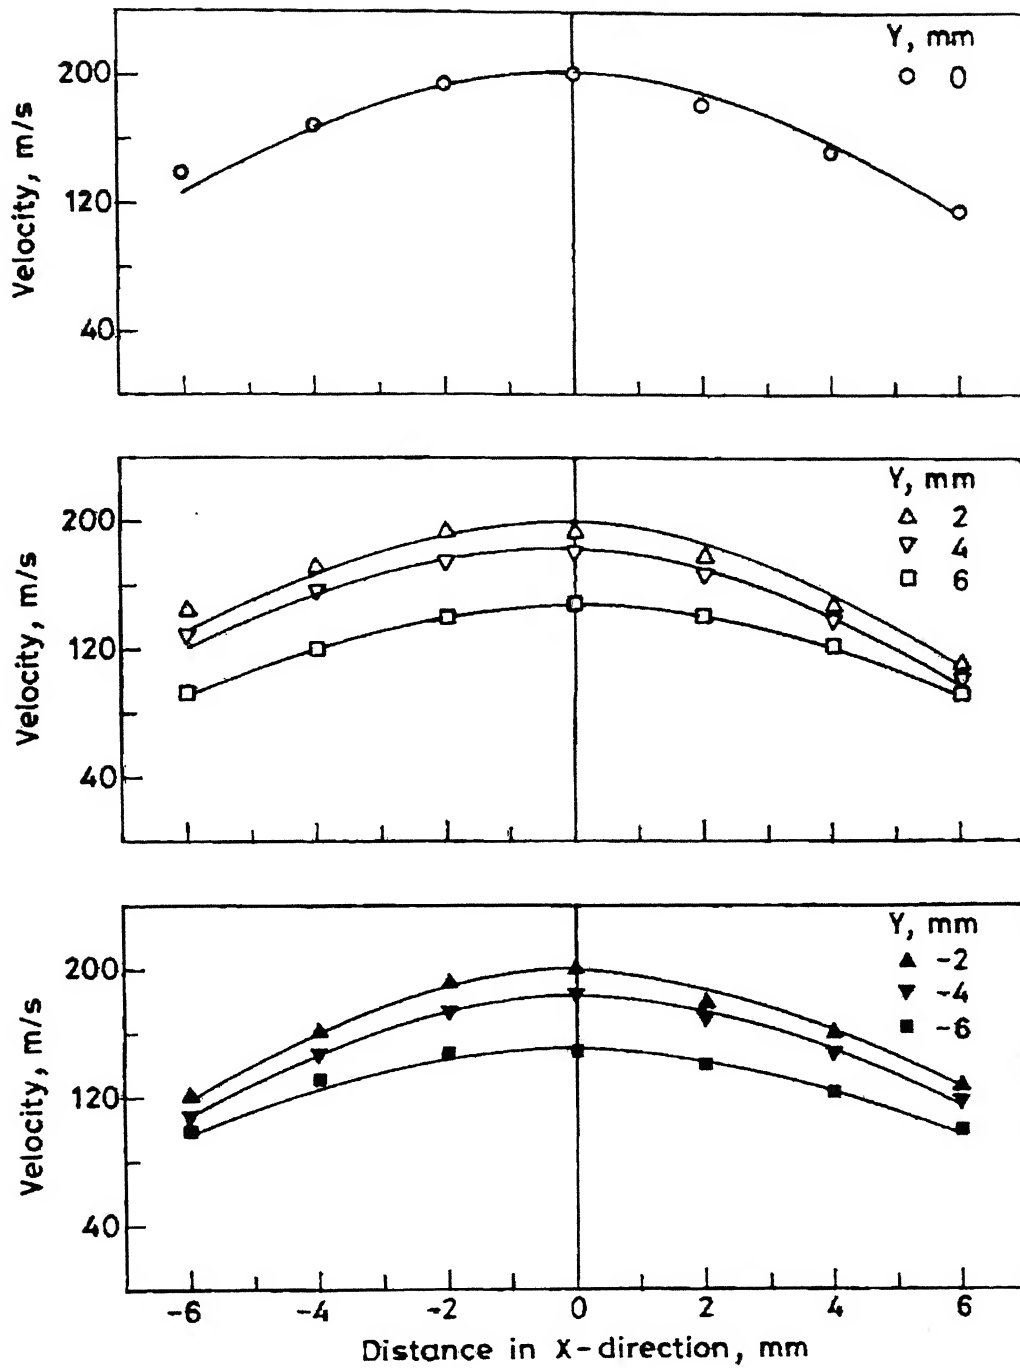 Y, mm
○ 0
200
120
40
Velocity, m/s
Y, mm
△ 2
▽ 4
□ 6
200
120
40
Velocity, m/s
Y, mm
▲ -2
▼ -4
■ -6
200
120
40
Velocity, m/s
-6 -4 -2 0 2 4 6
Distance in X-direction, mm